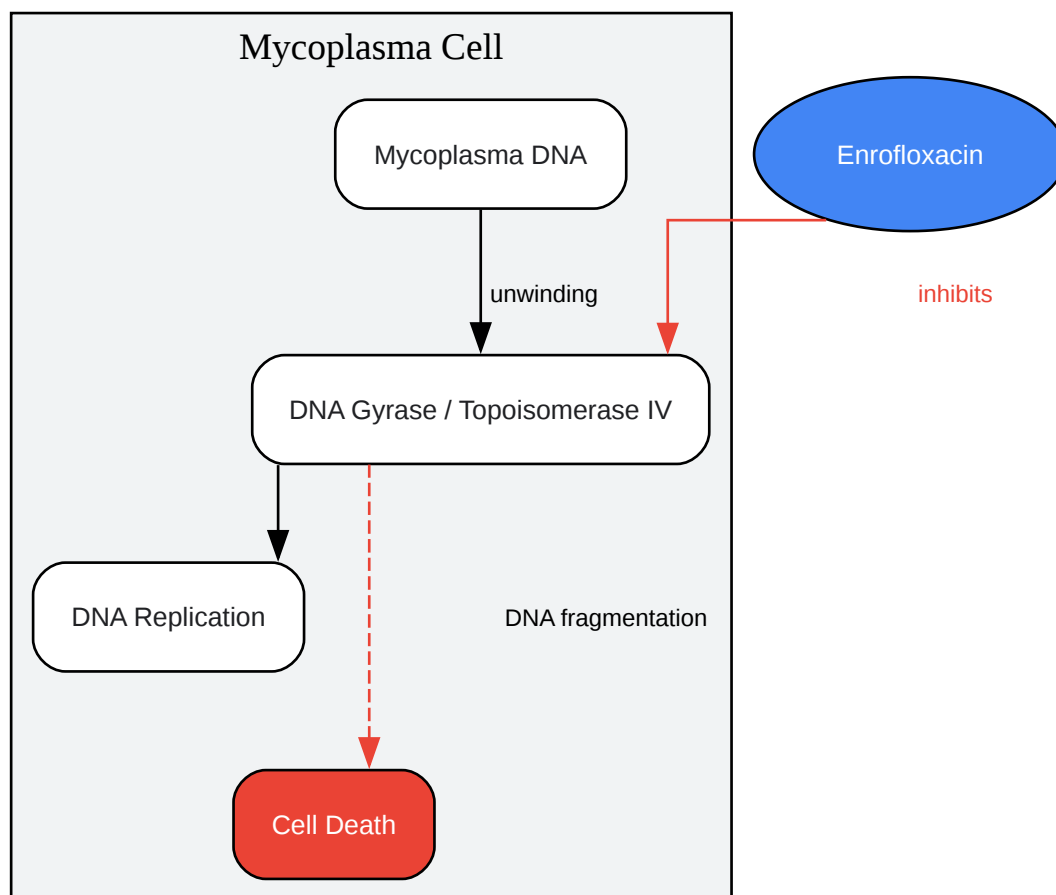 Mycoplasma Cell
Mycoplasma DNA
Enrofloxacin
unwinding
inhibits
DNA Gyrase / Topoisomerase IV
DNA Replication
DNA fragmentation
Cell Death